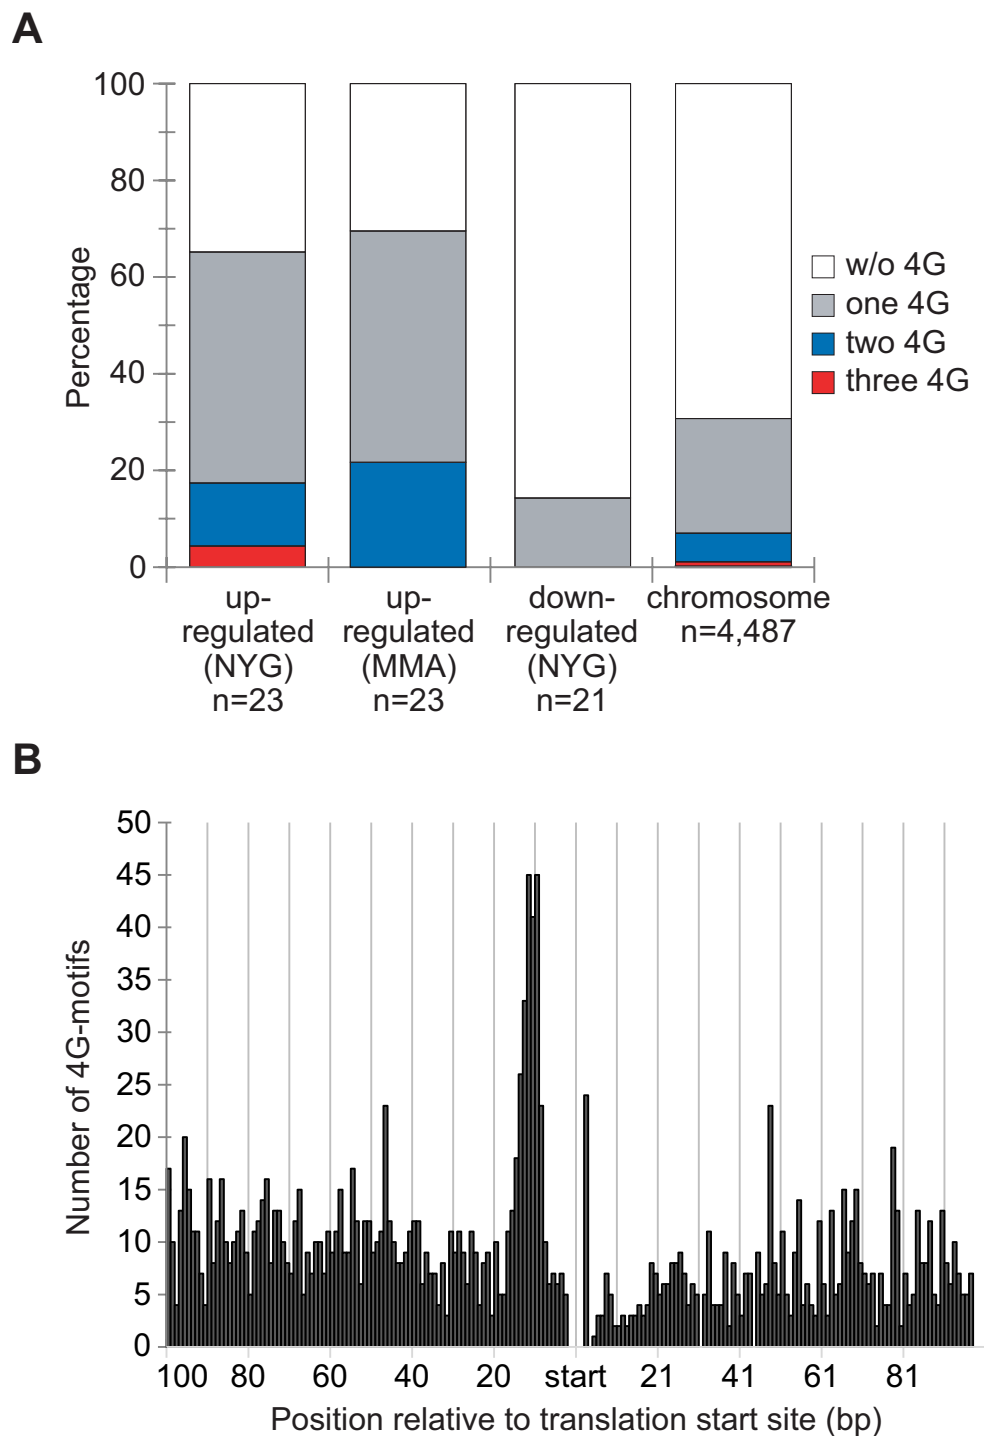 A
100
80
60
40
20
0
Percentage
w/o 4G
one 4G
two 4G
three 4G
up-
regulated
(NYG)
n=23
up-
regulated
(MMA)
n=23
down-
regulated
(NYG)
n=21
chromosome
n=4,487
B
50
45
40
35
30
25
20
15
10
5
0
Number of 4G-motifs
100 80 60 40 20 start 21 41 61 81
Position relative to translation start site (bp)